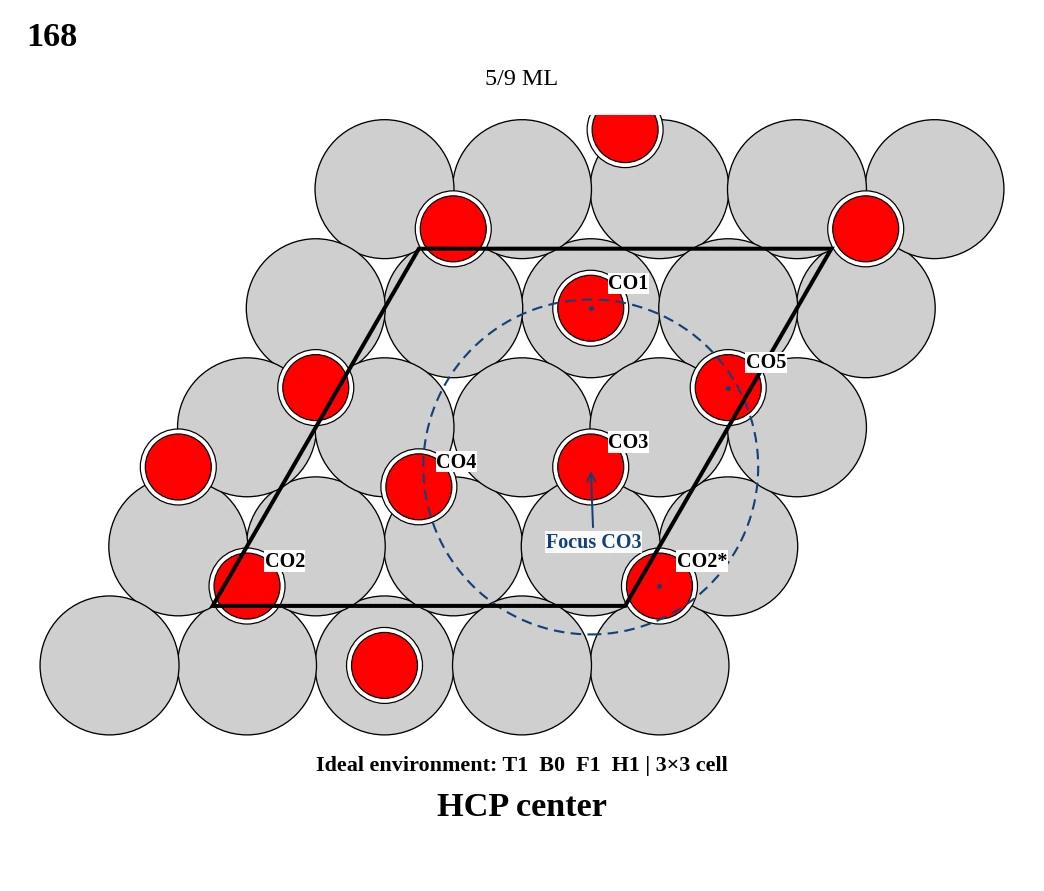 168
5/9 ML
CO1
CO5
CO3
CO4
Focus CO3
CO2
CO2*
Ideal environment: T1 B0 F1 H1 | 3×3 cell
HCP center